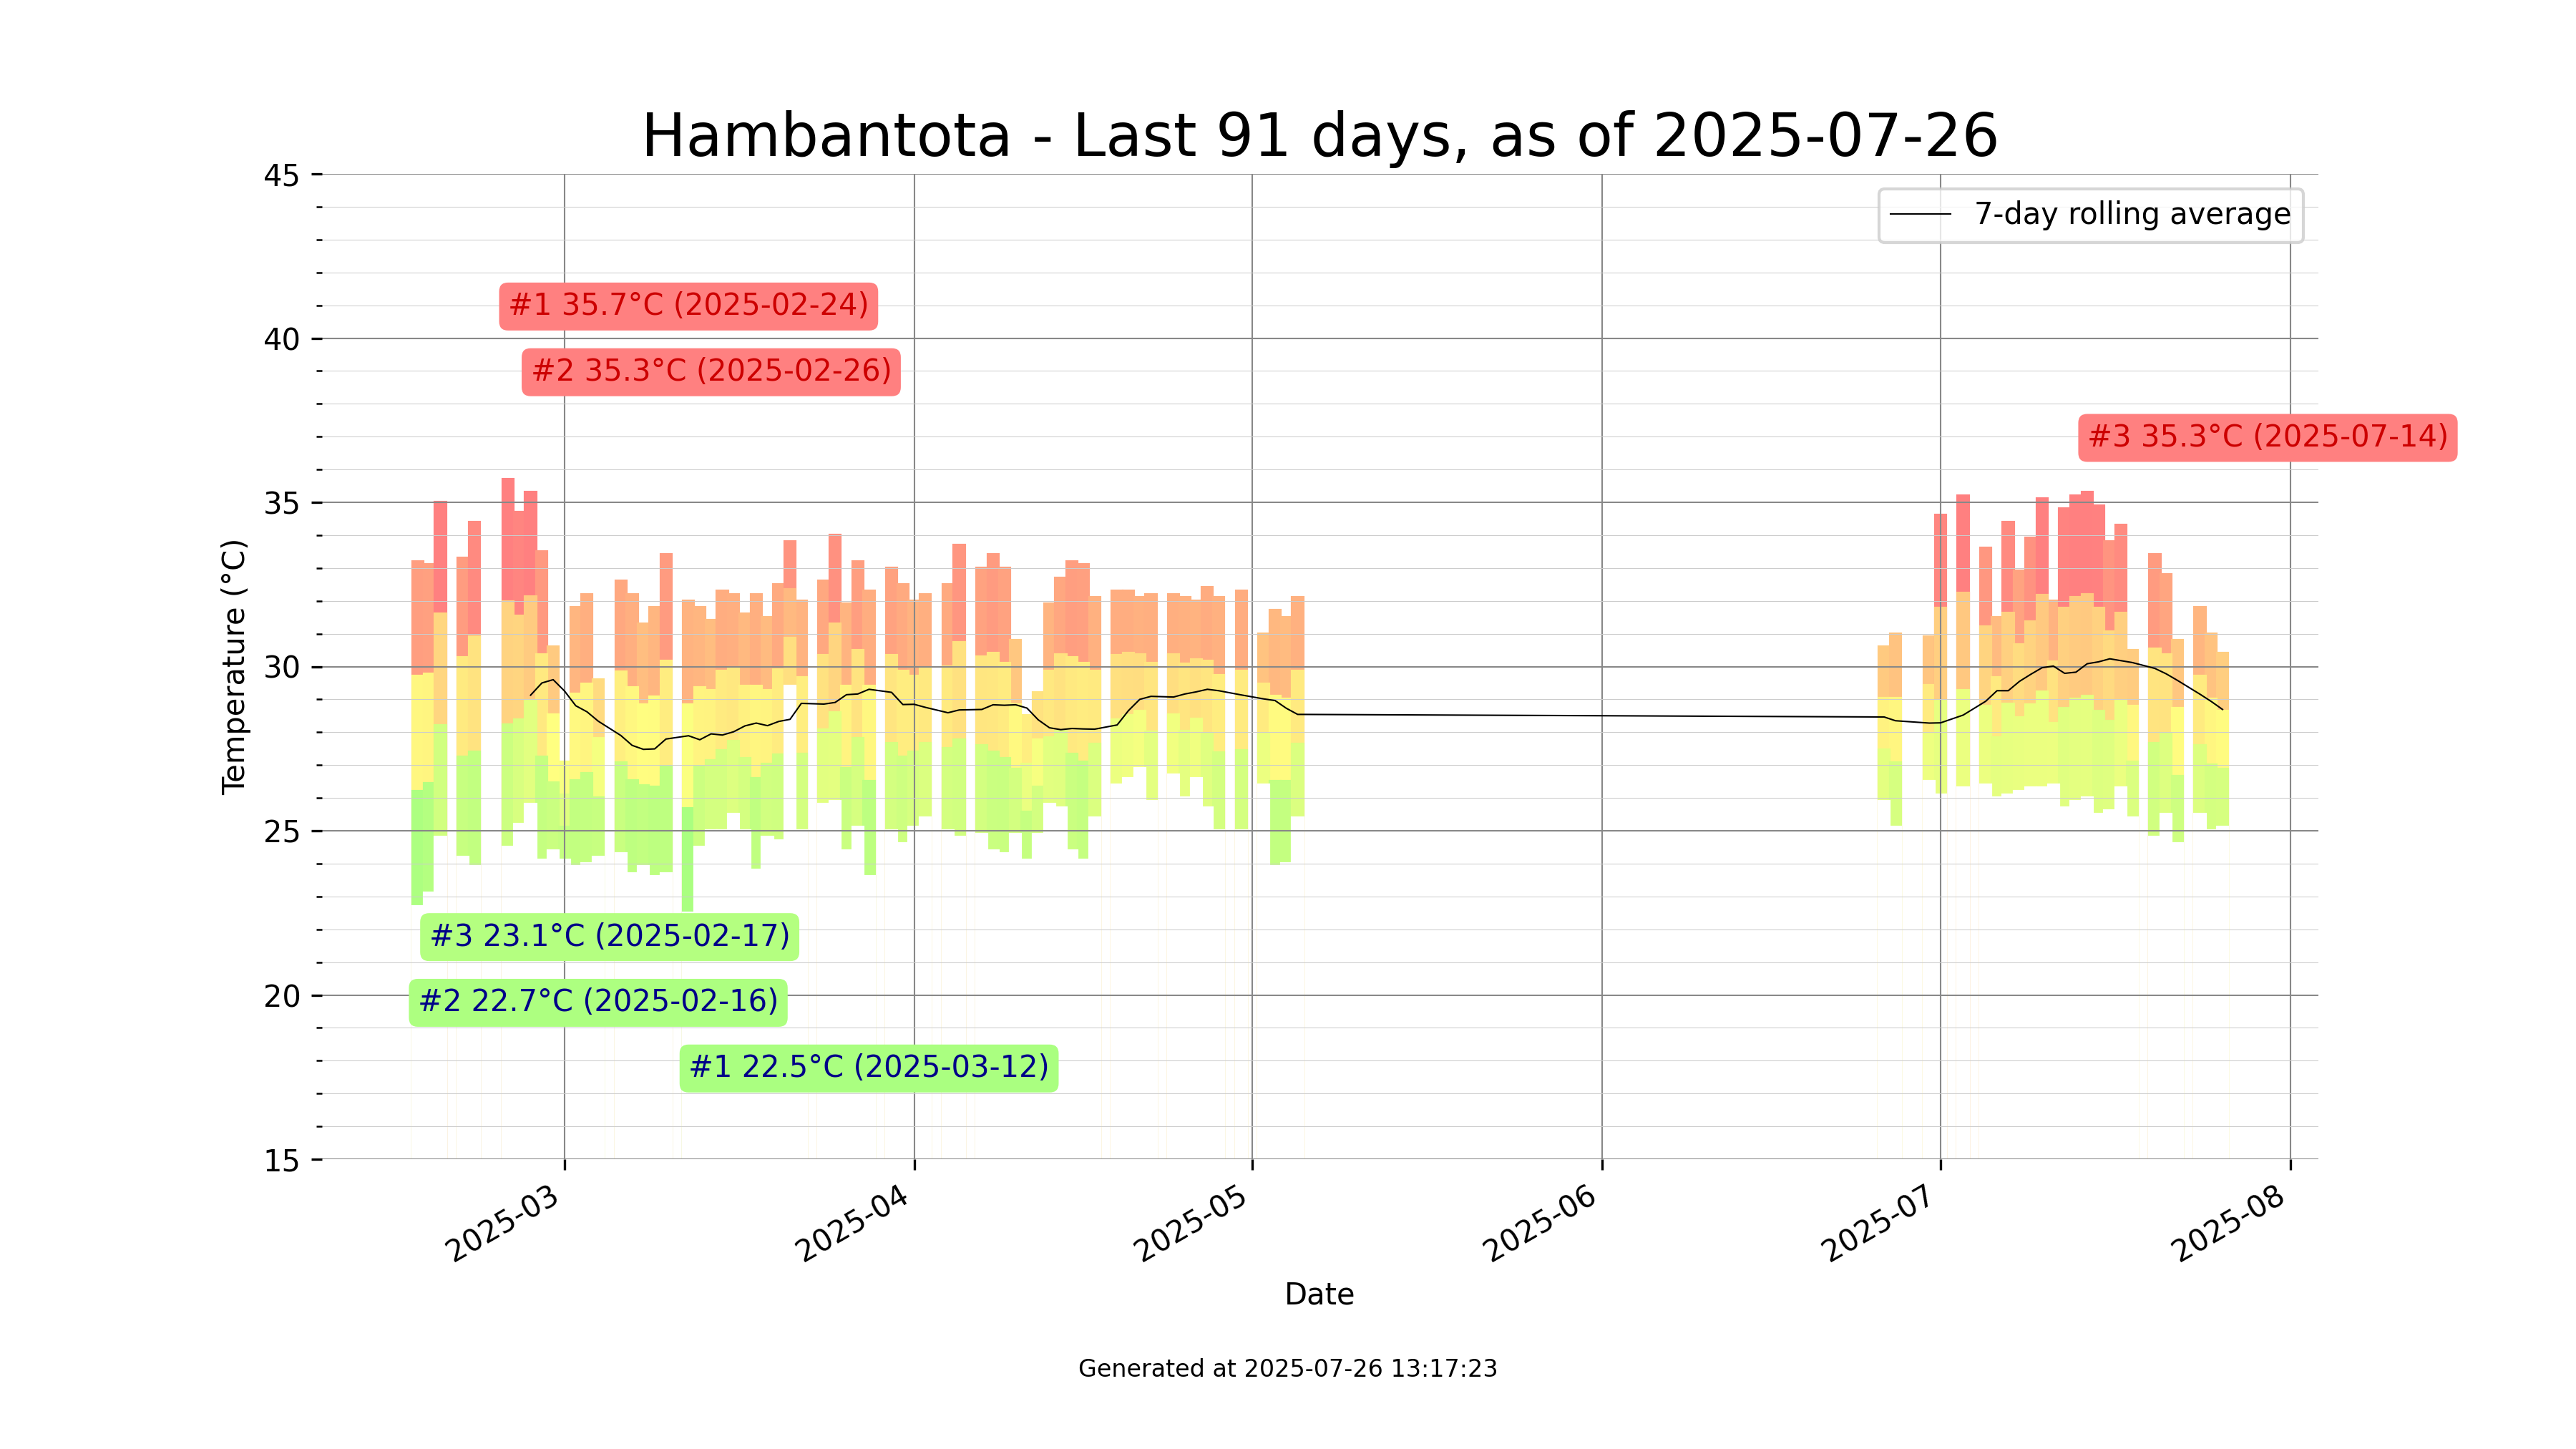 Hambantota - Last 91 days, as of 2025-07-26
45
7-day rolling average
#1 35.7°C (2025-02-24)
40
#2 35.3°C (2025-02-26)
#3 35.3°C (2025-07-14)
35
30
Temperature (°C)
25
#3 23.1°C (2025-02-17)
20
#2 22.7°C (2025-02-16)
#1 22.5°C (2025-03-12)
15
2025-03
2025-04
2025-05
2025-06
2025-07
2025-08
Date
Generated at 2025-07-26 13:17:23